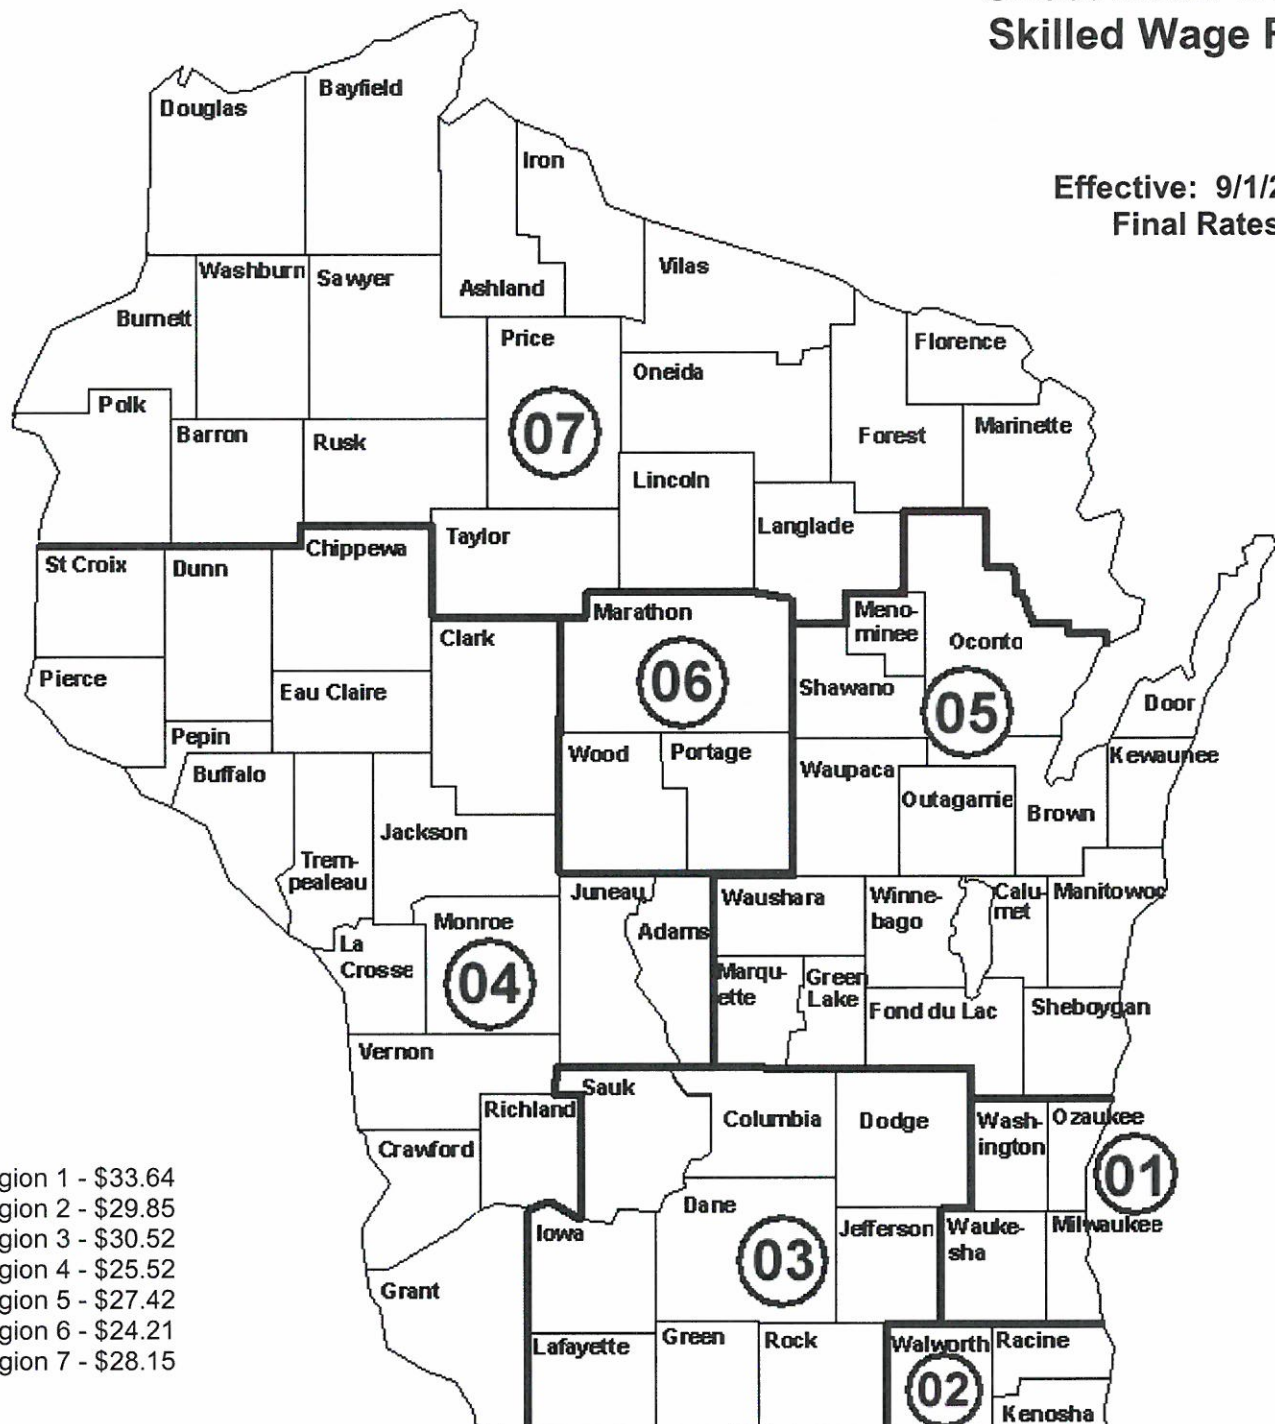 Skilled Wage
Effective: 9/1/2
Final Rates
Douglas
Bayfield
Iron
Vilas
Washburn
Sawyer
Ashland
Burnett
Price
Florence
Oneida
Polk
07
Barron
Rusk
Forest
Marinette
Lincoln
Langlade
Taylor
Chippewa
St Croix
Dunn
Marathon
Meno-
minee
Clark
Oconto
06
Pierce
Eau Claire
Shawano
05
Door
Pepin
Wood
Portage
Kewaunee
Buffalo
Waupaca
Outagamie
Brown
Jackson
Trem-
pealeau
Juneau
Waushara
Winne-
bago
Calu-
met
Manitowoc
Monroe
Adams
La
Crosse
04
Marqu-
ette
Green
Lake
Fond du Lac
Sheboygan
Vernon
Sauk
Richland
Columbia
Dodge
Wash-
ington
Ozaukee
Crawford
01
Dane
Iowa
Jefferson
Wauke-
sha
Milwaukee
03
Grant
Lafayette
Green
Rock
Walworth
Racine
02
Kenosha
gion 1 - $33.64
gion 2 - $29.85
gion 3 - $30.52
gion 4 - $25.52
gion 5 - $27.42
gion 6 - $24.21
gion 7 - $28.15